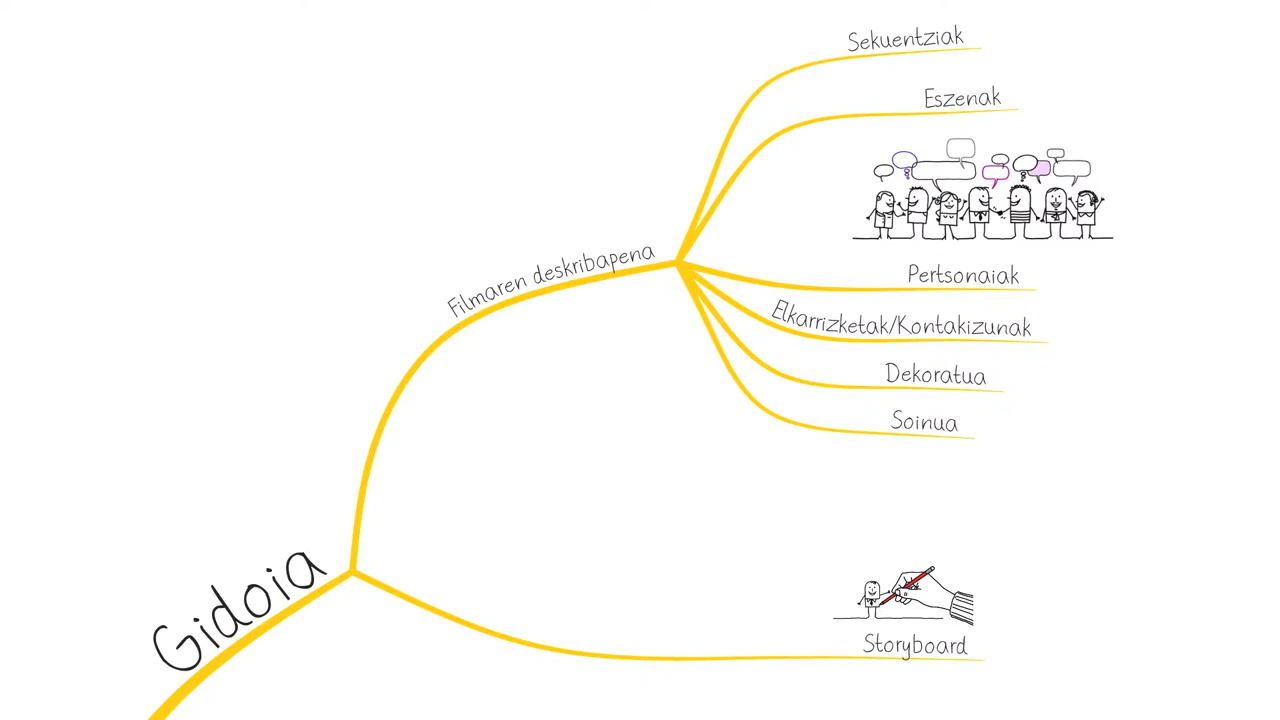 Sekuentziak
Eszenak
Filmaren deskribapena
Pertsonaiak
Elkarrizketak/Kontakizunak
Dekoratua
Soinua
Gidoia
Storyboard